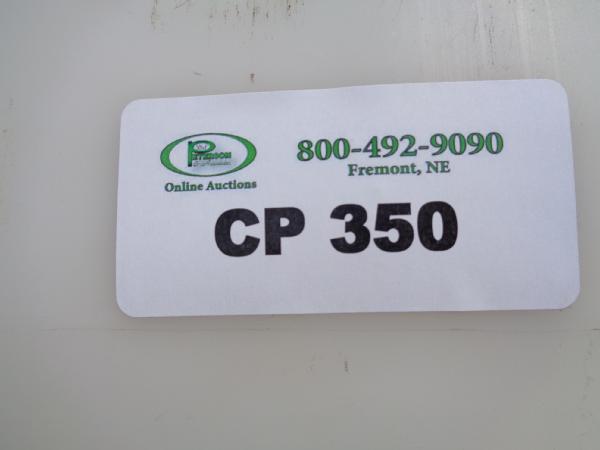 PETERSON
Online Auctions
800-492-9090
Fremont, NE
CP 350